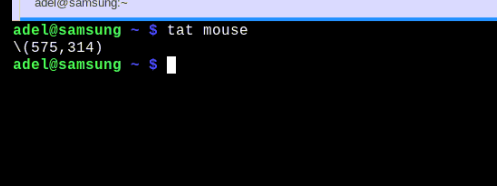 adel@samsung:~
adel@samsung ~ $ tat mouse
\(575,314)
adel@samsung ~ $